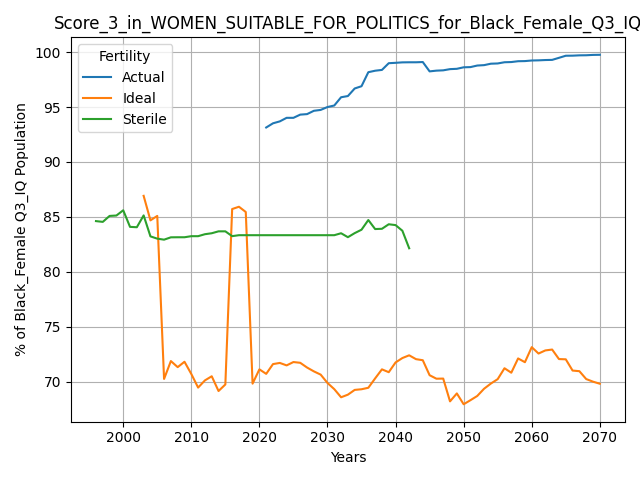 Score_3_in_WOMEN_SUITABLE_FOR_POLITICS_for_Black_Female_Q3_IQ
% of Black_Female Q3_IQ Population
100
95
90
85
80
75
70
Fertility
Actual
Ideal
Sterile
2000
2010
2020
2030
2040
2050
2060
2070
Years